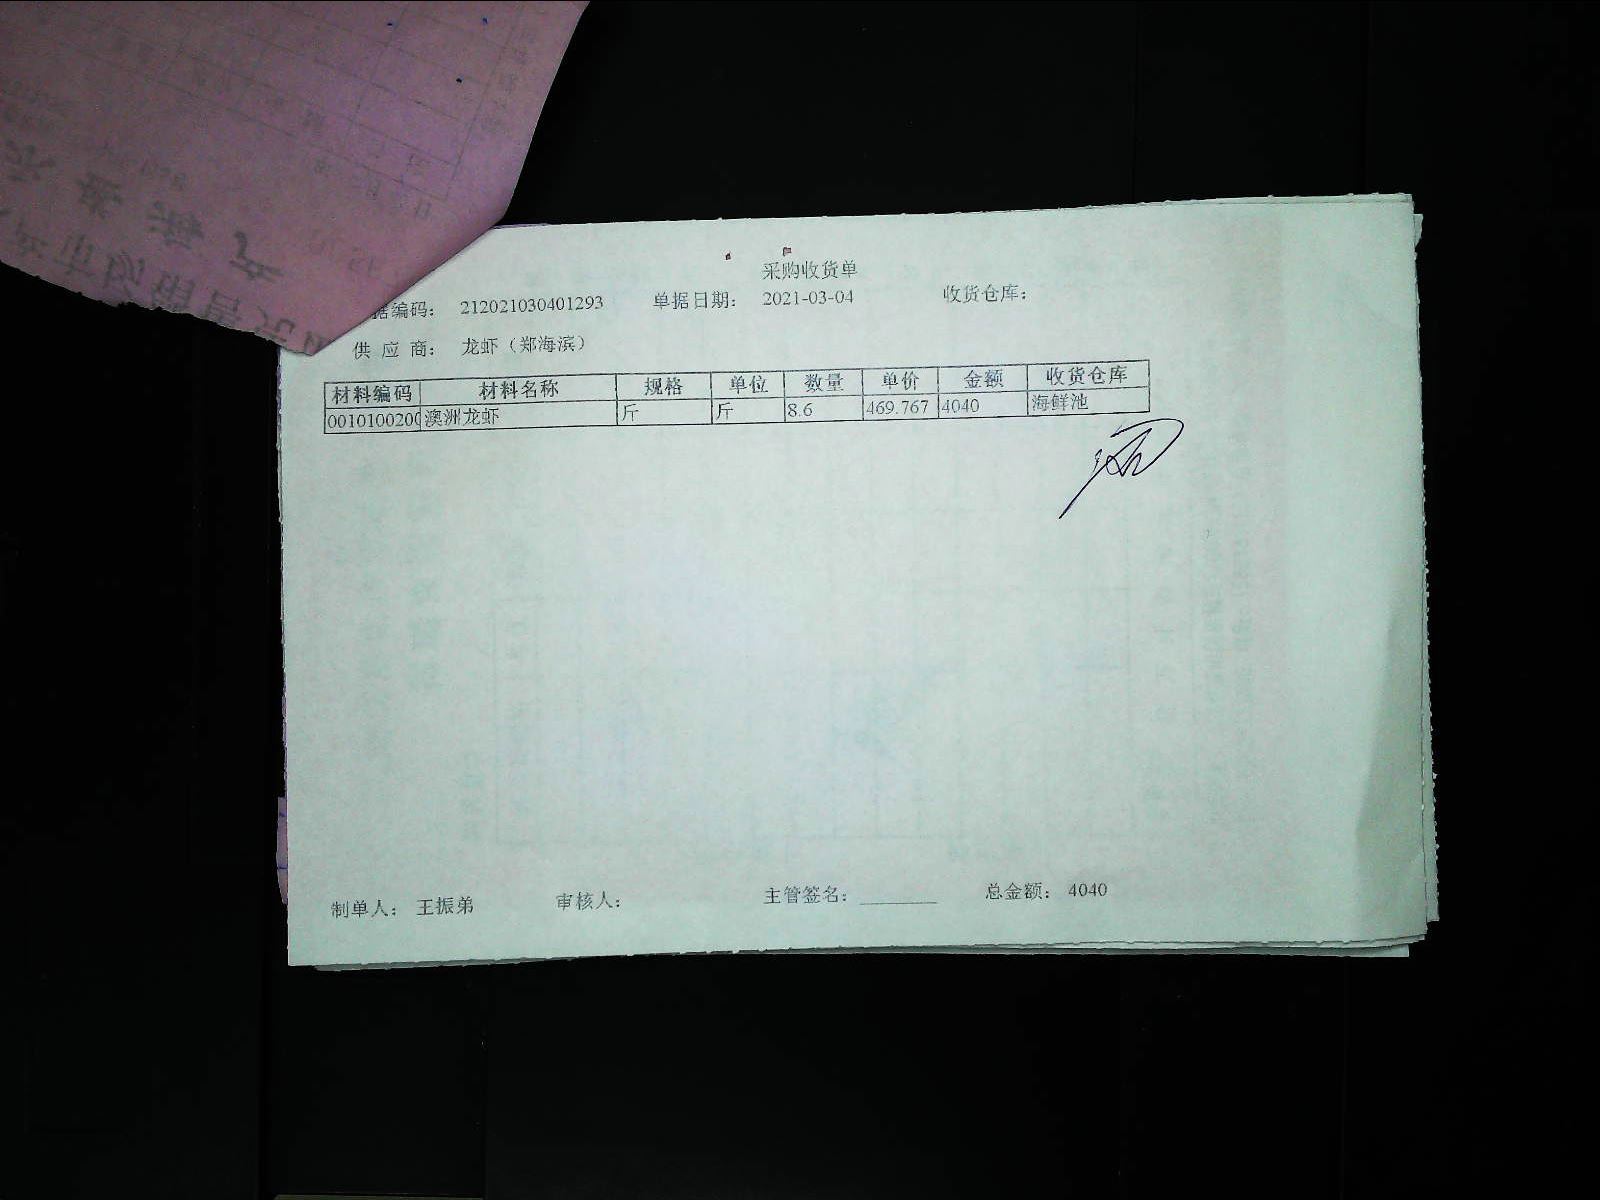 采购收货单
据编码： 212021030401293 单据日期： 2021-03-04 收货仓库：
供 应 商： 龙虾（郑海滨）
材料编码 材料名称 规格 单位 数量 单价 金额 收货仓库
0010100200 澳洲龙虾 斤 斤 8.6 469.767 4040 海鲜池
制单人： 王振弟 审核人： 主管签名： 总金额： 4040